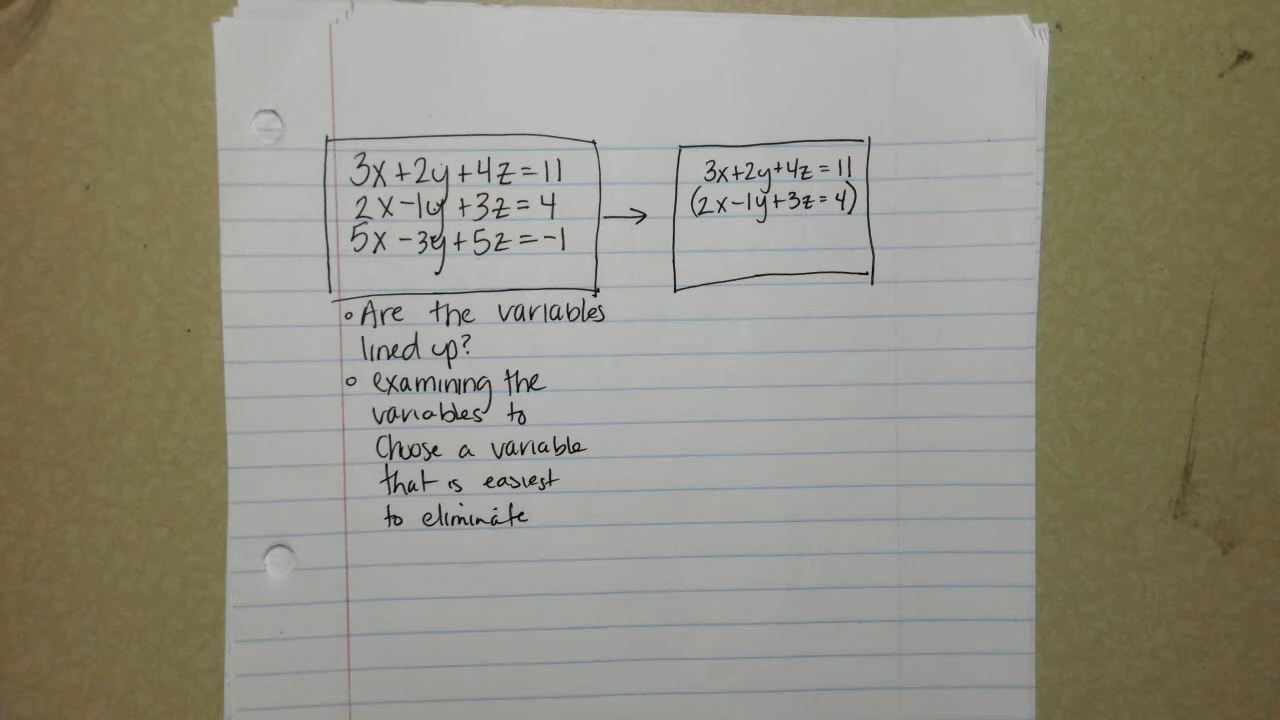 3x+2y+4z=11
2x-1y+3z=4
5x-3y+5z=-1
→
3x+2y+4z=11
(2x-1y+3z=4)
◦ Are the variables
lined up?
◦ examining the
variables to
Choose a variable
that is easiest
to eliminate